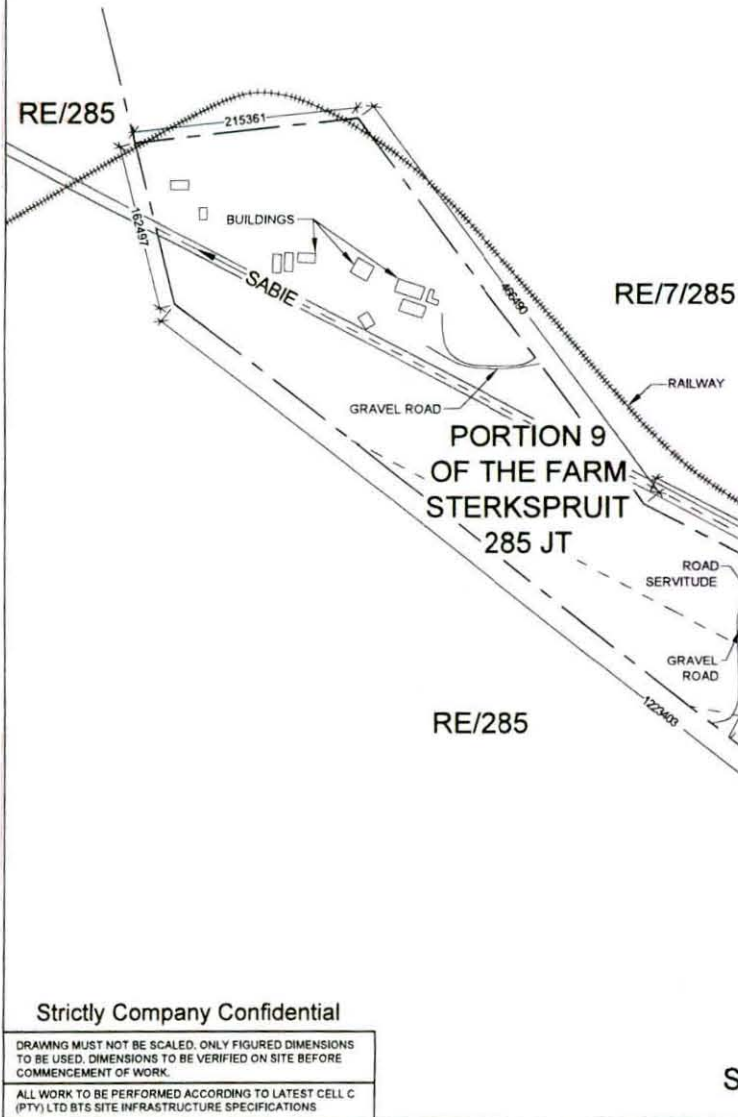 RE/285
215361
162497
BUILDINGS
SABIE
466490
RE/7/285
RAILWAY
GRAVEL ROAD
PORTION 9
OF THE FARM
STERKSPRUIT
285 JT
ROAD
SERVITUDE
GRAVEL
ROAD
1223403
RE/285
Strictly Company Confidential
DRAWING MUST NOT BE SCALED. ONLY FIGURED DIMENSIONS
TO BE USED. DIMENSIONS TO BE VERIFIED ON SITE BEFORE
COMMENCEMENT OF WORK.
ALL WORK TO BE PERFORMED ACCORDING TO LATEST CELL C
(PTY) LTD BTS SITE INFRASTRUCTURE SPECIFICATIONS
S